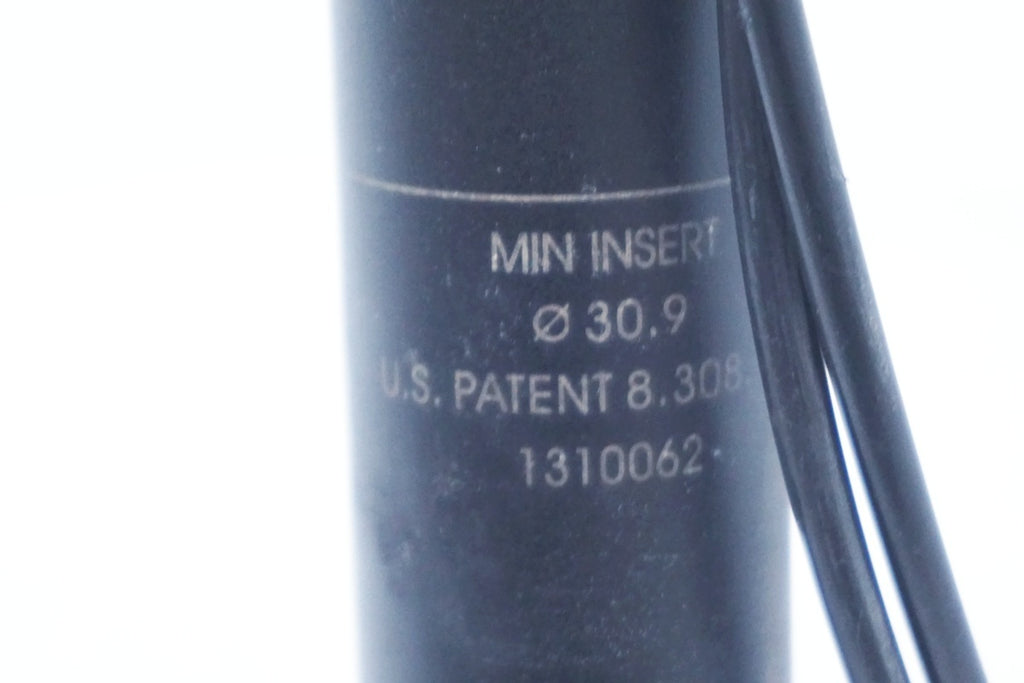 MIN INSERT
Ø 30.9
U.S. PATENT 8.308
1310062-